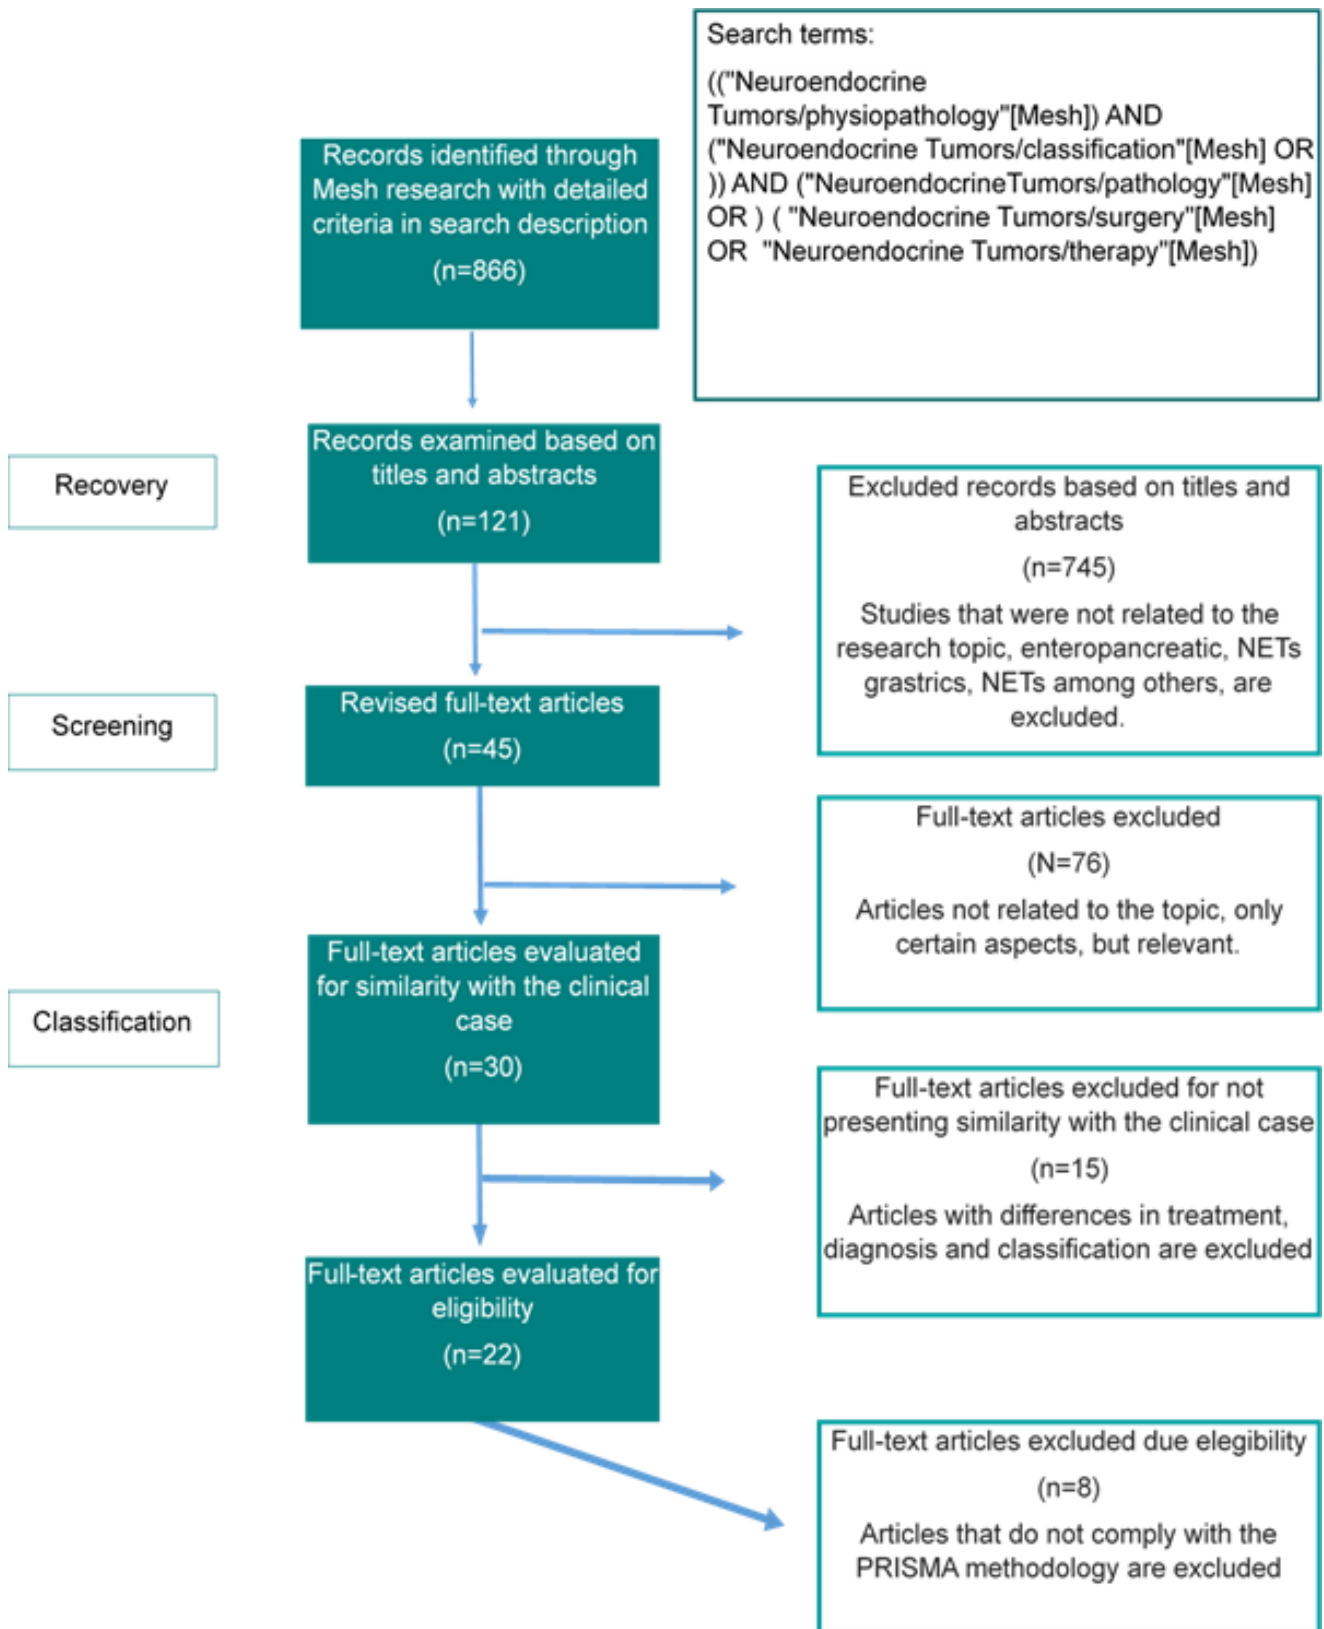 Search terms:
(("Neuroendocrine
Tumors/physiopathology"[Mesh]) AND
("Neuroendocrine Tumors/classification"[Mesh] OR
)) AND ("NeuroendocrineTumors/pathology"[Mesh]
OR ) ( "Neuroendocrine Tumors/surgery"[Mesh]
OR "Neuroendocrine Tumors/therapy"[Mesh])
Records identified through
Mesh research with detailed
criteria in search description
(n=866)
Recovery
Records examined based on
titles and abstracts
(n=121)
Excluded records based on titles and
abstracts
(n=745)
Studies that were not related to the
research topic, enteropancreatic, NETs
grastrics, NETs among others, are
excluded.
Screening
Revised full-text articles
(n=45)
Full-text articles excluded
(N=76)
Articles not related to the topic, only
certain aspects, but relevant.
Classification
Full-text articles evaluated
for similarity with the clinical
case
(n=30)
Full-text articles excluded for not
presenting similarity with the clinical case
(n=15)
Articles with differences in treatment,
diagnosis and classification are excluded
Full-text articles evaluated for
eligibility
(n=22)
Full-text articles excluded due elegibility
(n=8)
Articles that do not comply with the
PRISMA methodology are excluded